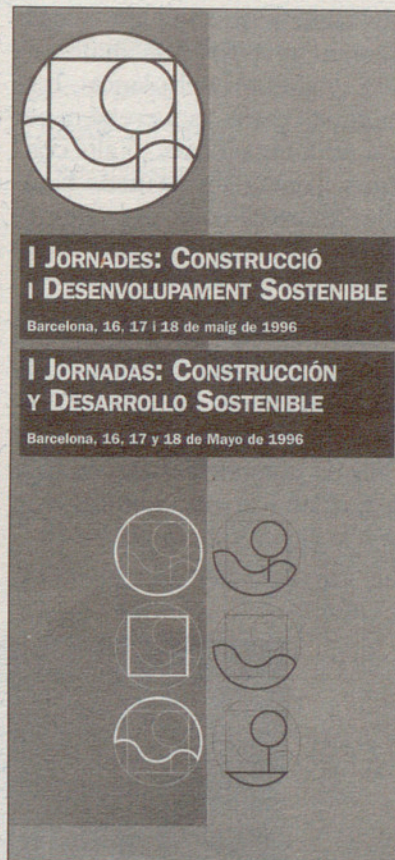 I JORNADES: CONSTRUCCIÓ
I DESENVOLUPAMENT SOSTENIBLE
Barcelona, 16, 17 i 18 de maig de 1996
I JORNADAS: CONSTRUCCIÓN
Y DESARROLLO SOSTENIBLE
Barcelona, 16, 17 y 18 de Mayo de 1996